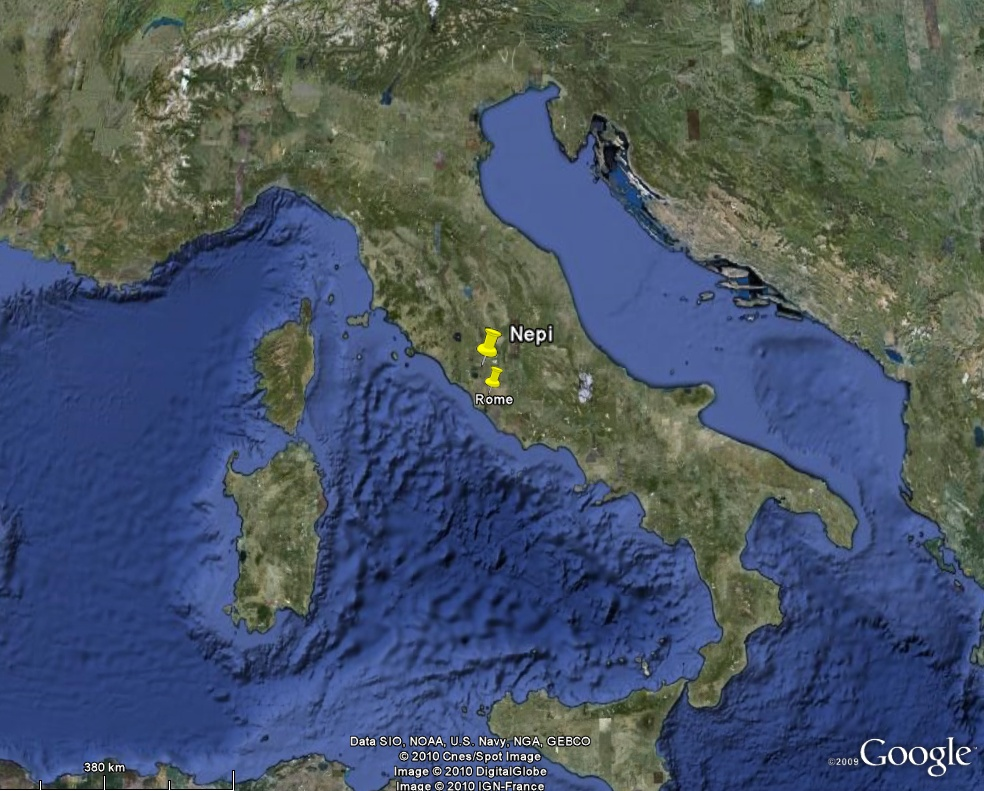 Nepi
Rome
Data SIO, NOAA, U.S. Navy, NGA, GEBCO
© 2010 Cnes/Spot Image
380 km
Image © 2010 DigitalGlobe
Image © 2010 IGN-France
©2009 Google